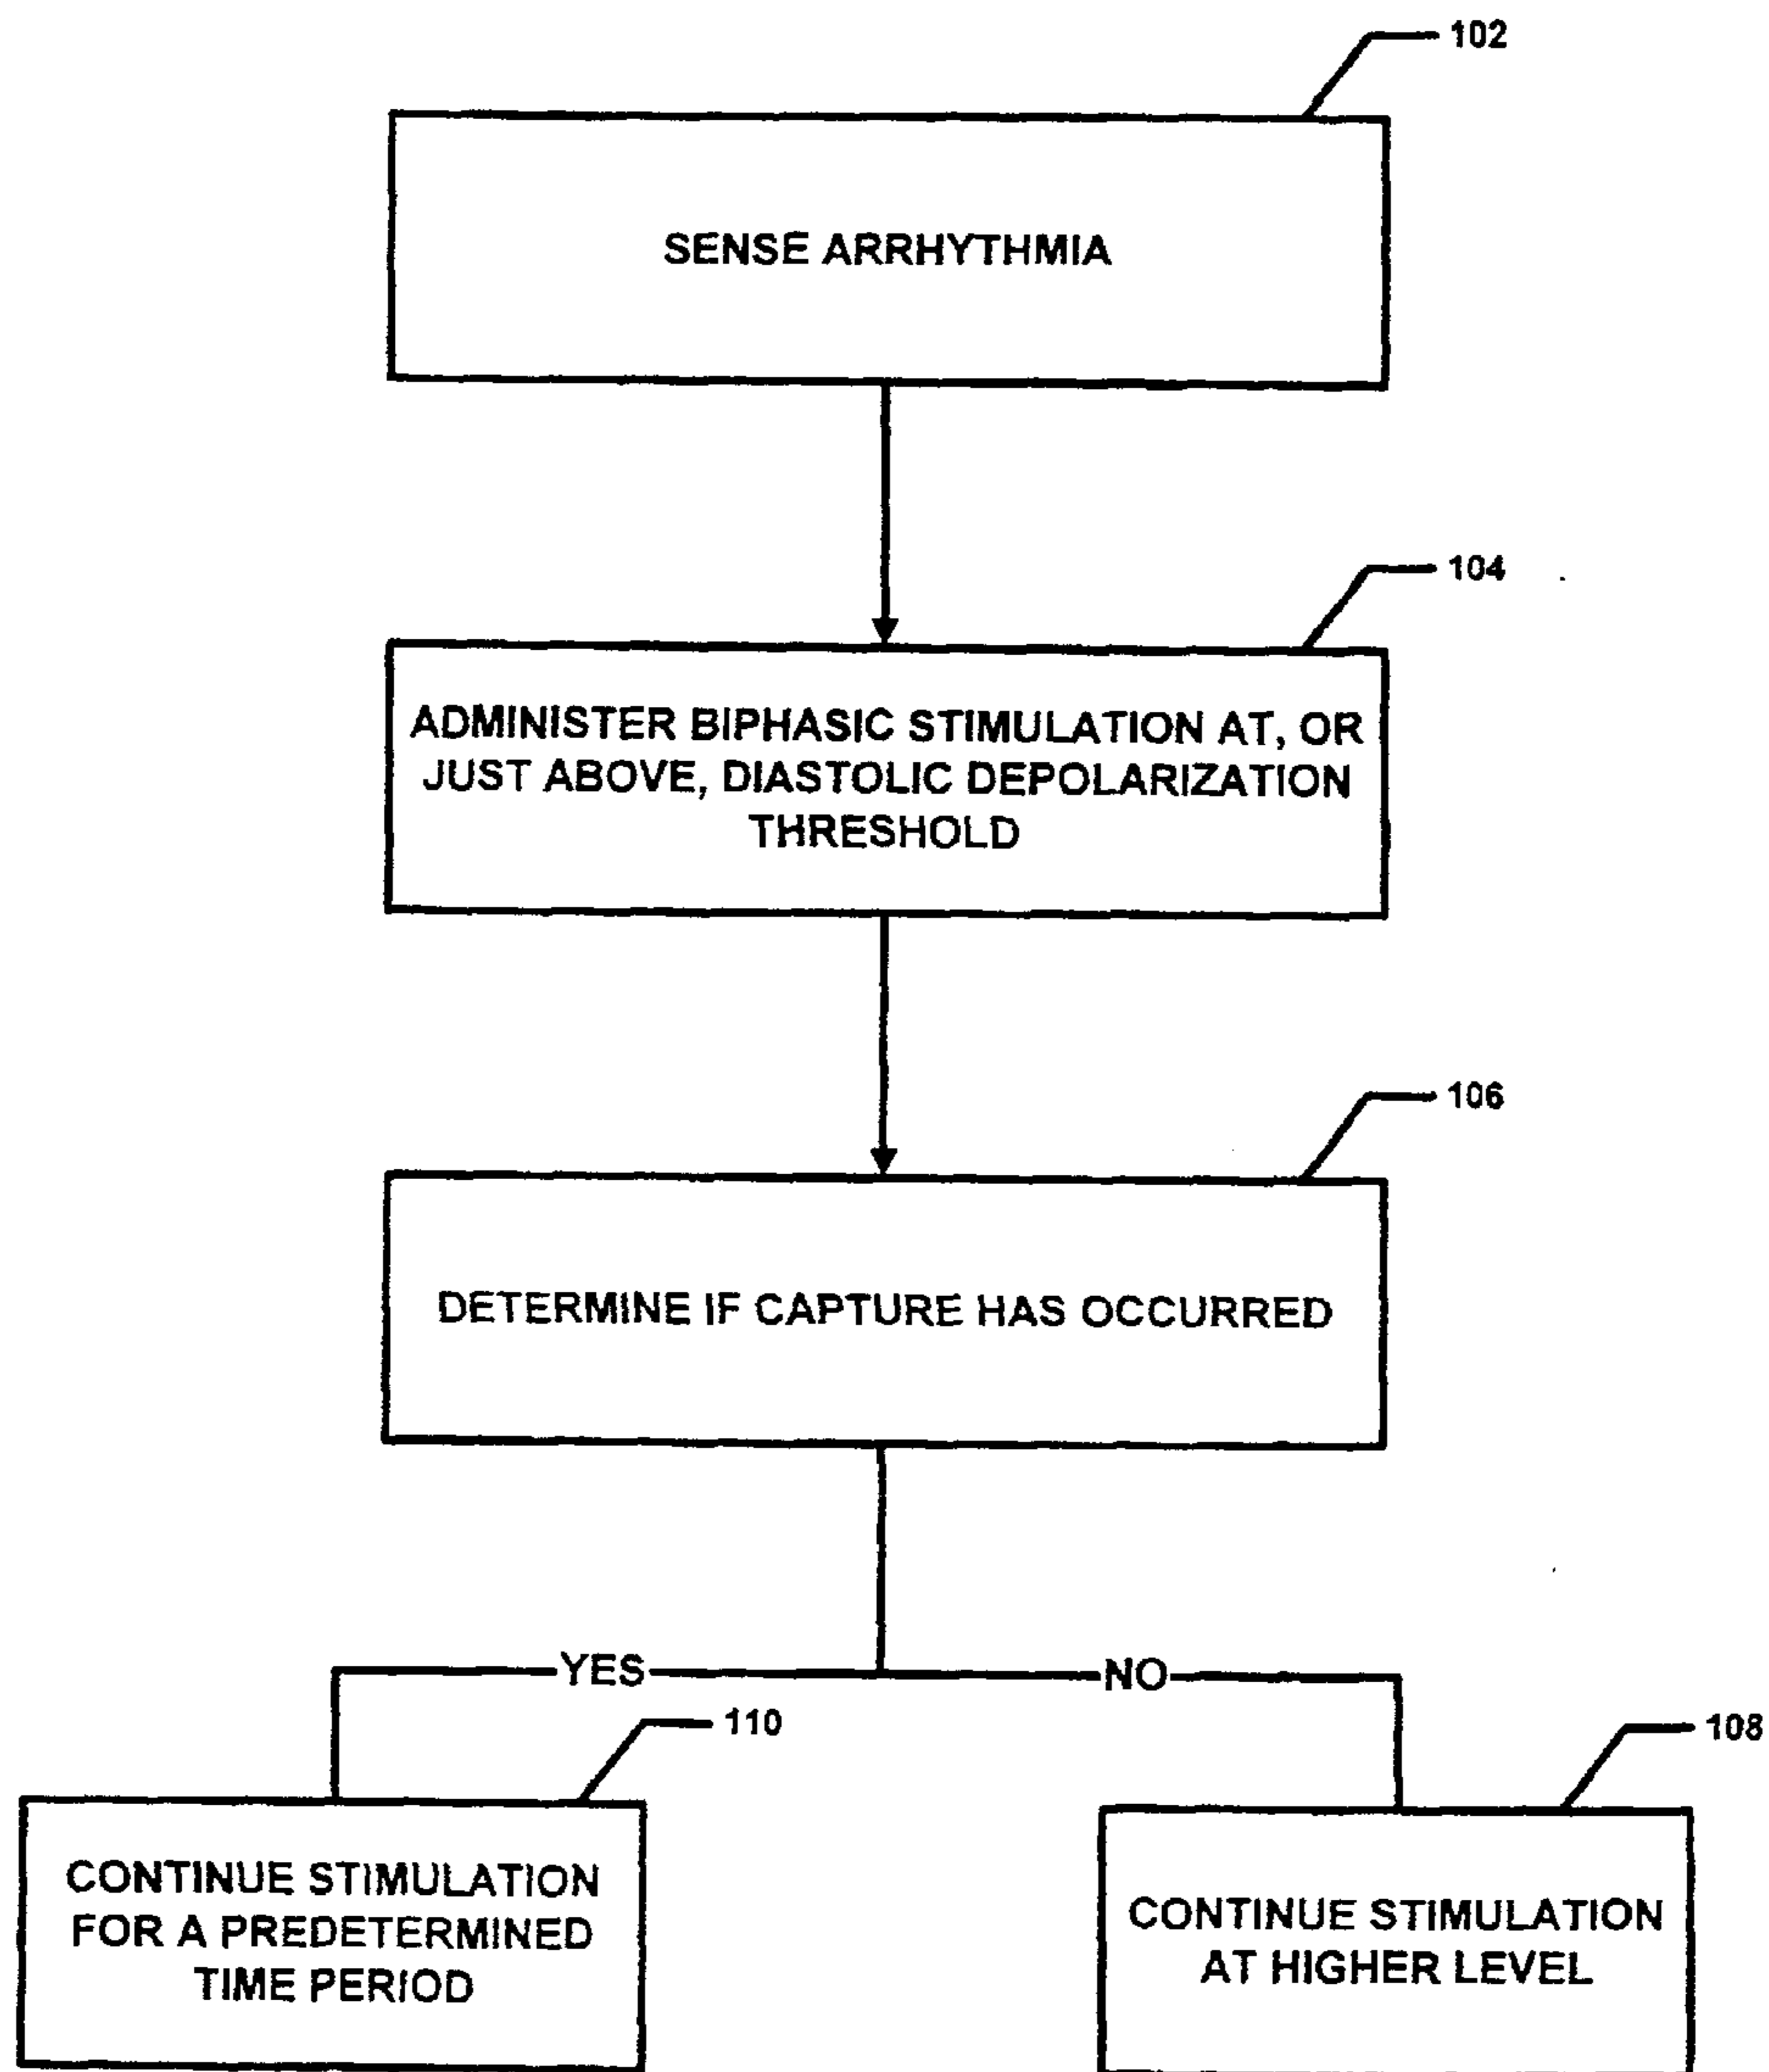 102
SENSE ARRHYTHMIA
104
ADMINISTER BIPHASIC STIMULATION AT, OR
JUST ABOVE, DIASTOLIC DEPOLARIZATION
THRESHOLD
106
DETERMINE IF CAPTURE HAS OCCURRED
YES
NO
110
108
CONTINUE STIMULATION
FOR A PREDETERMINED
TIME PERIOD
CONTINUE STIMULATION
AT HIGHER LEVEL